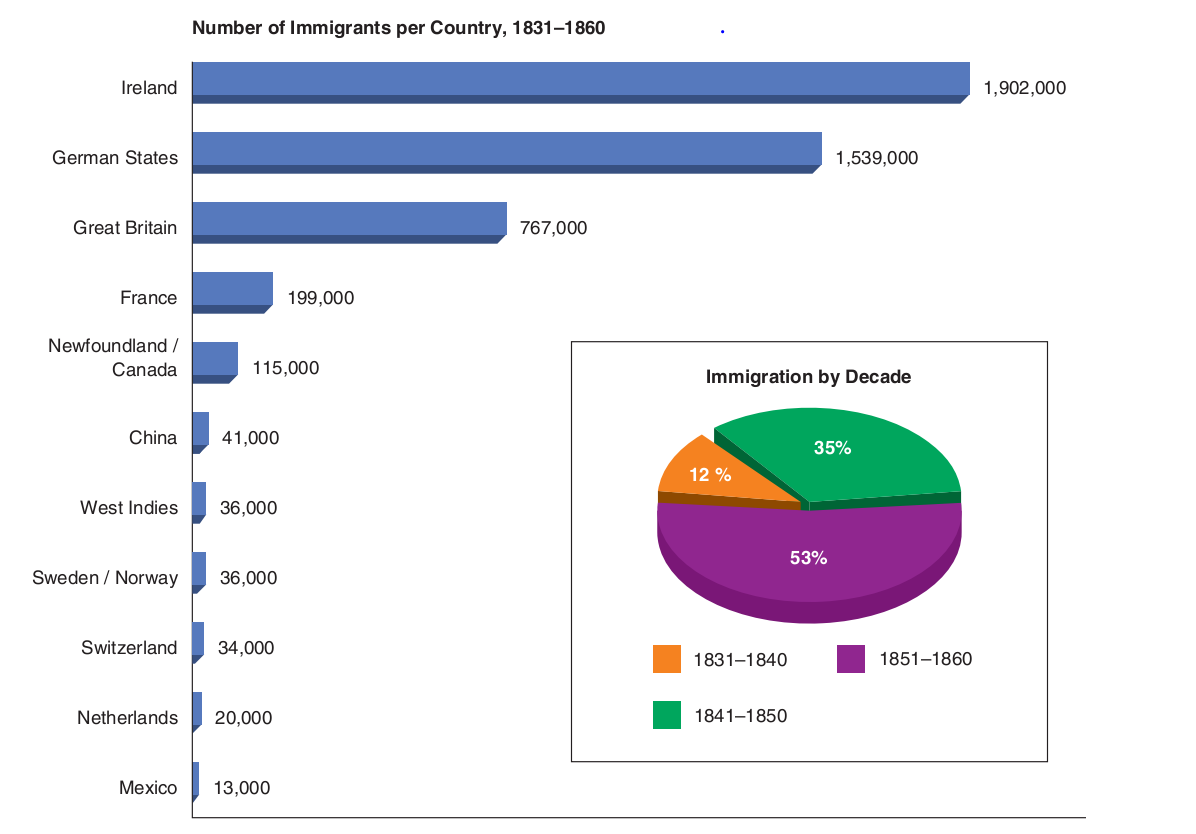 Number of Immigrants per Country, 1831–1860
Ireland 1,902,000
German States 1,539,000
Great Britain 767,000
France 199,000
Newfoundland /
Canada 115,000
China 41,000
West Indies 36,000
Sweden / Norway 36,000
Switzerland 34,000
Netherlands 20,000
Mexico 13,000
Immigration by Decade
35%
12 %
53%
1831–1840 1851–1860
1841–1850